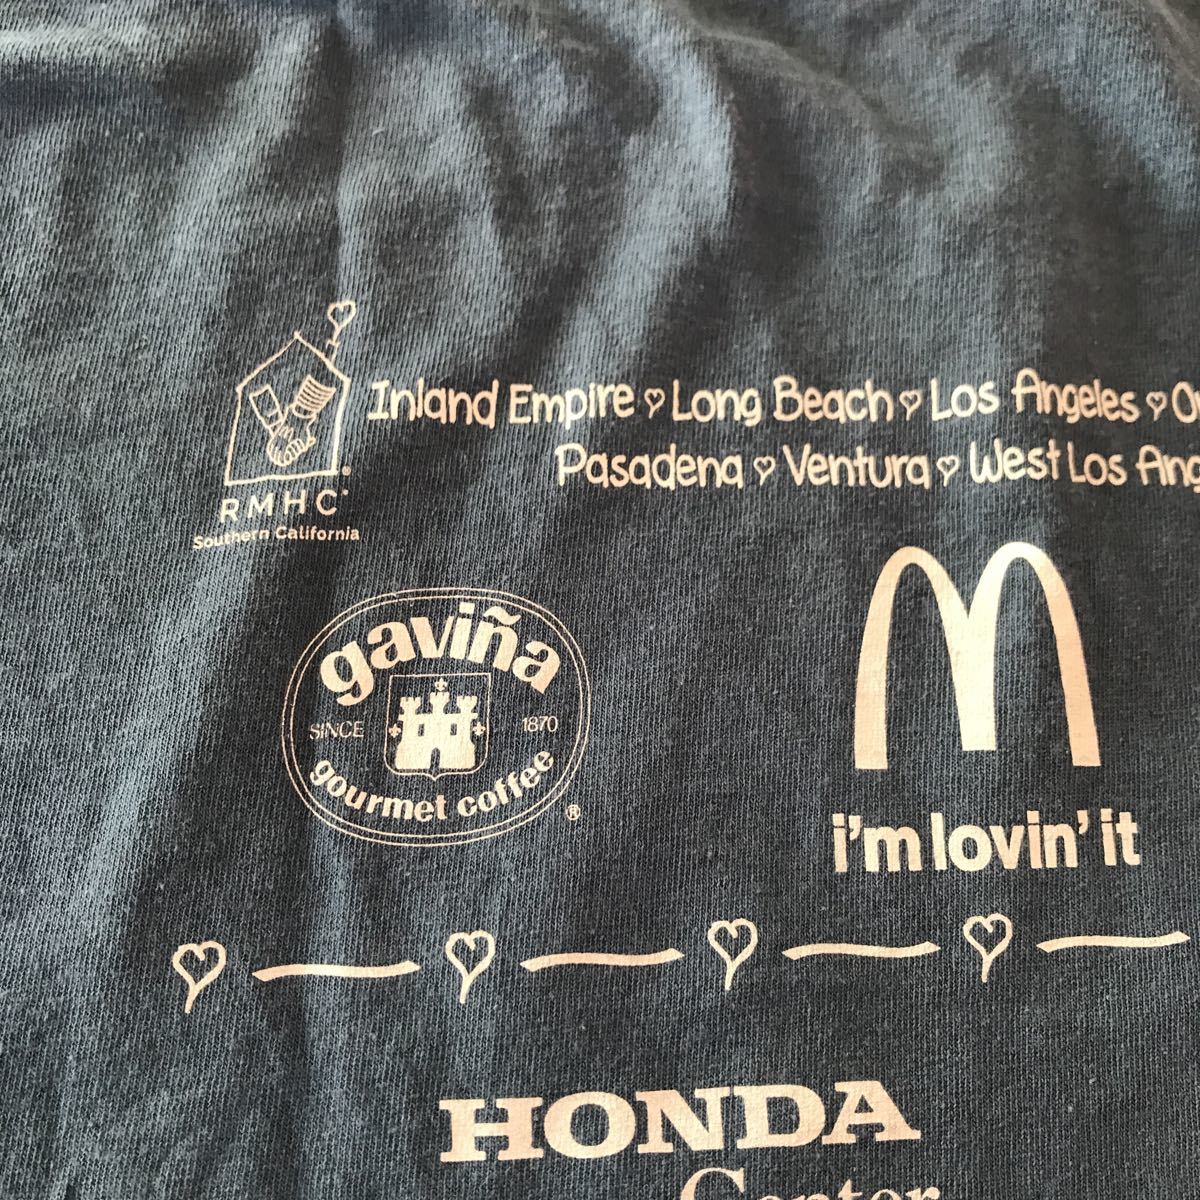 Inland Empire ♡ Long Beach ♡ Los Angeles ♡
Pasadena ♡ Ventura ♡ West Los
RMHC®
Southern California
gaviña
SINCE 1870
gourmet coffee
®
i'm lovin' it
HONDA
Center